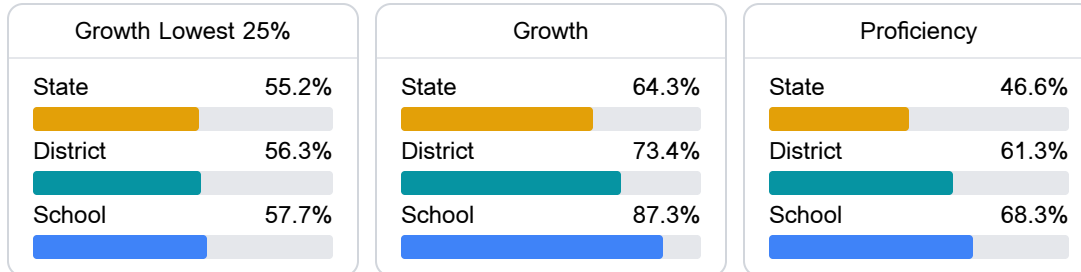 Growth Lowest 25%
State 55.2%
District 56.3%
School 57.7%
Growth
State 64.3%
District 73.4%
School 87.3%
Proficiency
State 46.6%
District 61.3%
School 68.3%